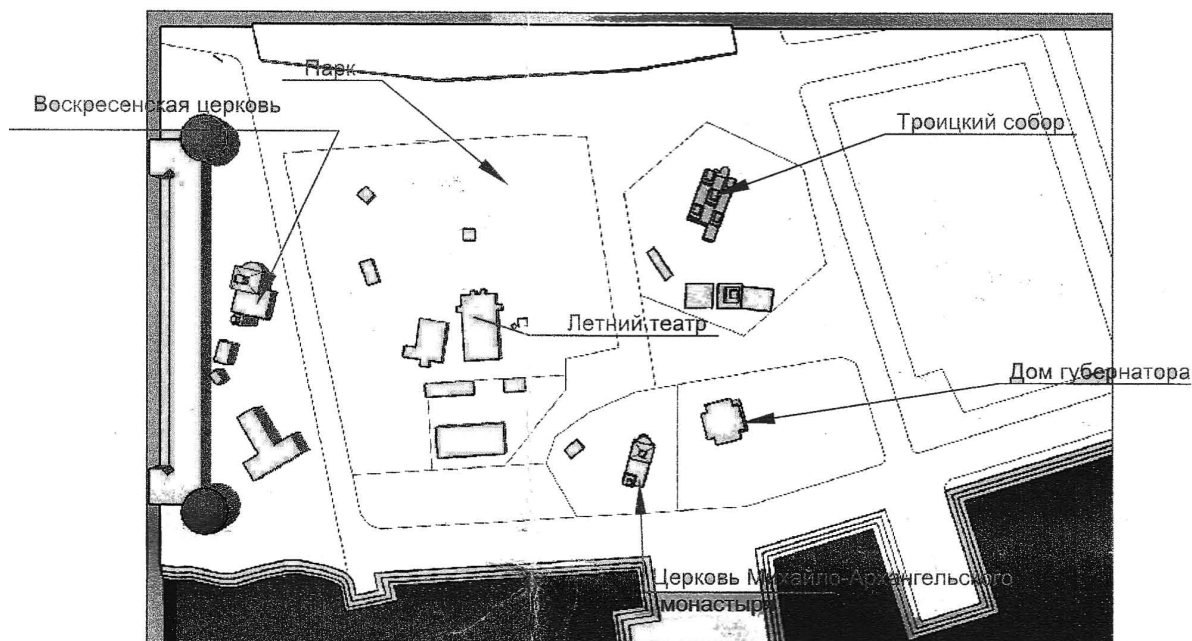 Парк
Воскресенская церковь
Троицкий собор
Летний театр
Дом губернатора
Церковь Михайло-Архангельского
монастыря